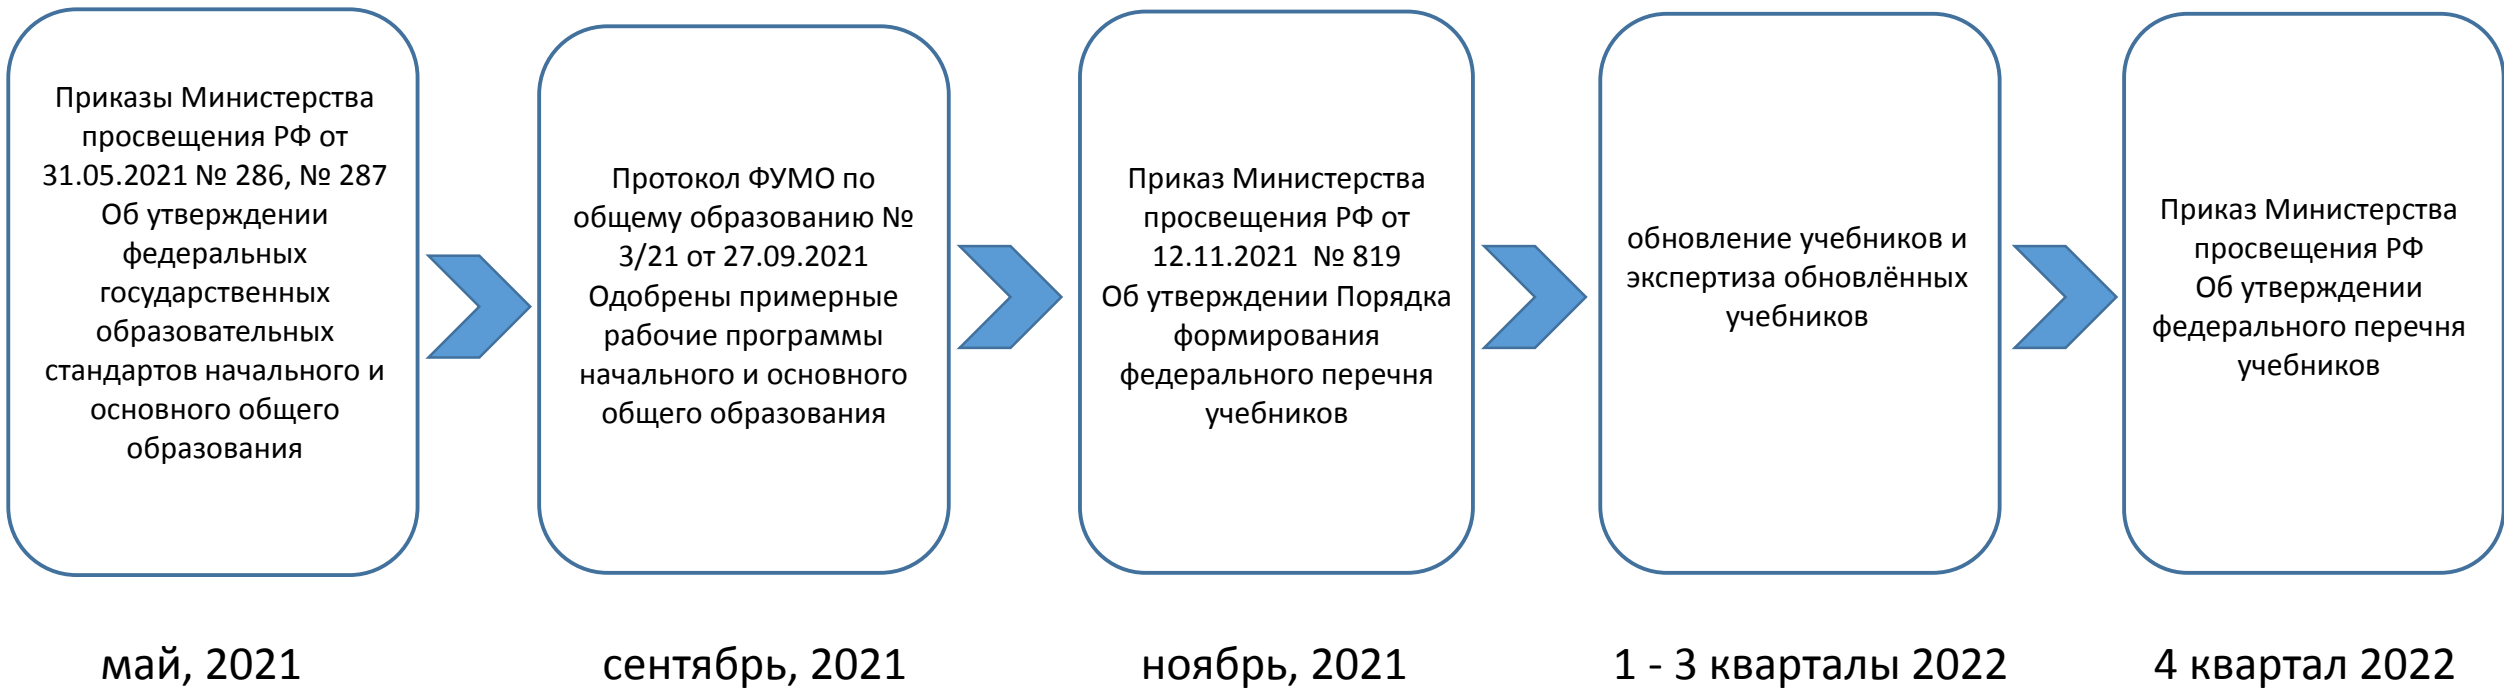 Приказы Министерства
просвещения РФ от
31.05.2021 № 286, № 287
Об утверждении
федеральных
государственных
образовательных
стандартов начального и
основного общего
образования
Протокол ФУМО по
общему образованию №
3/21 от 27.09.2021
Одобрены примерные
рабочие программы
начального и основного
общего образования
Приказ Министерства
просвещения РФ от
12.11.2021 № 819
Об утверждении Порядка
формирования
федерального перечня
учебников
обновление учебников и
экспертиза обновлённых
учебников
Приказ Министерства
просвещения РФ
Об утверждении
федерального перечня
учебников
май, 2021
сентябрь, 2021
ноябрь, 2021
1 - 3 кварталы 2022
4 квартал 2022